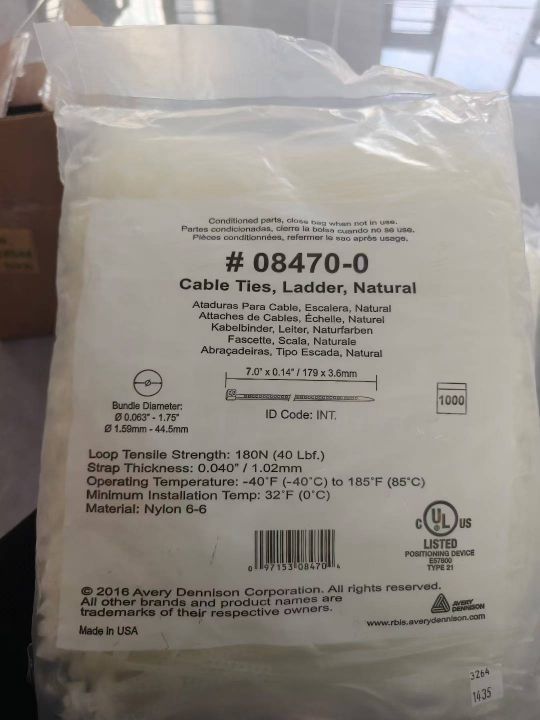 Conditioned parts, close bag when not in use.
Partes condicionadas, cierre la bolsa cuando no se use.
Pièces conditionnées, refermer le sac après usage.
# 08470-0
Cable Ties, Ladder, Natural
Ataduras Para Cable, Escalera, Natural
Attaches de Cables, Échelle, Naturel
Kabelbinder, Leiter, Naturfarben
Fascette, Scala, Naturale
Abraçadeiras, Tipo Escada, Natural
7.0" x 0.14" / 179 x 3.6mm
ID Code: INT.
1000
Bundle Diameter:
Ø 0.063" - 1.75"
Ø 1.59mm - 44.5mm
Loop Tensile Strength: 180N (40 Lbf.)
Strap Thickness: 0.040" / 1.02mm
Operating Temperature: -40°F (-40°C) to 185°F (85°C)
Minimum Installation Temp: 32°F (0°C)
Material: Nylon 6-6
C UL US
LISTED
POSITIONING DEVICE
E57800
TYPE 21
0 97153 08470 4
© 2016 Avery Dennison Corporation. All rights reserved.
All other brands and product names are
trademarks of their respective owners.
AVERY
DENNISON
www.rbis.averydennison.com
Made in USA
3264
1435